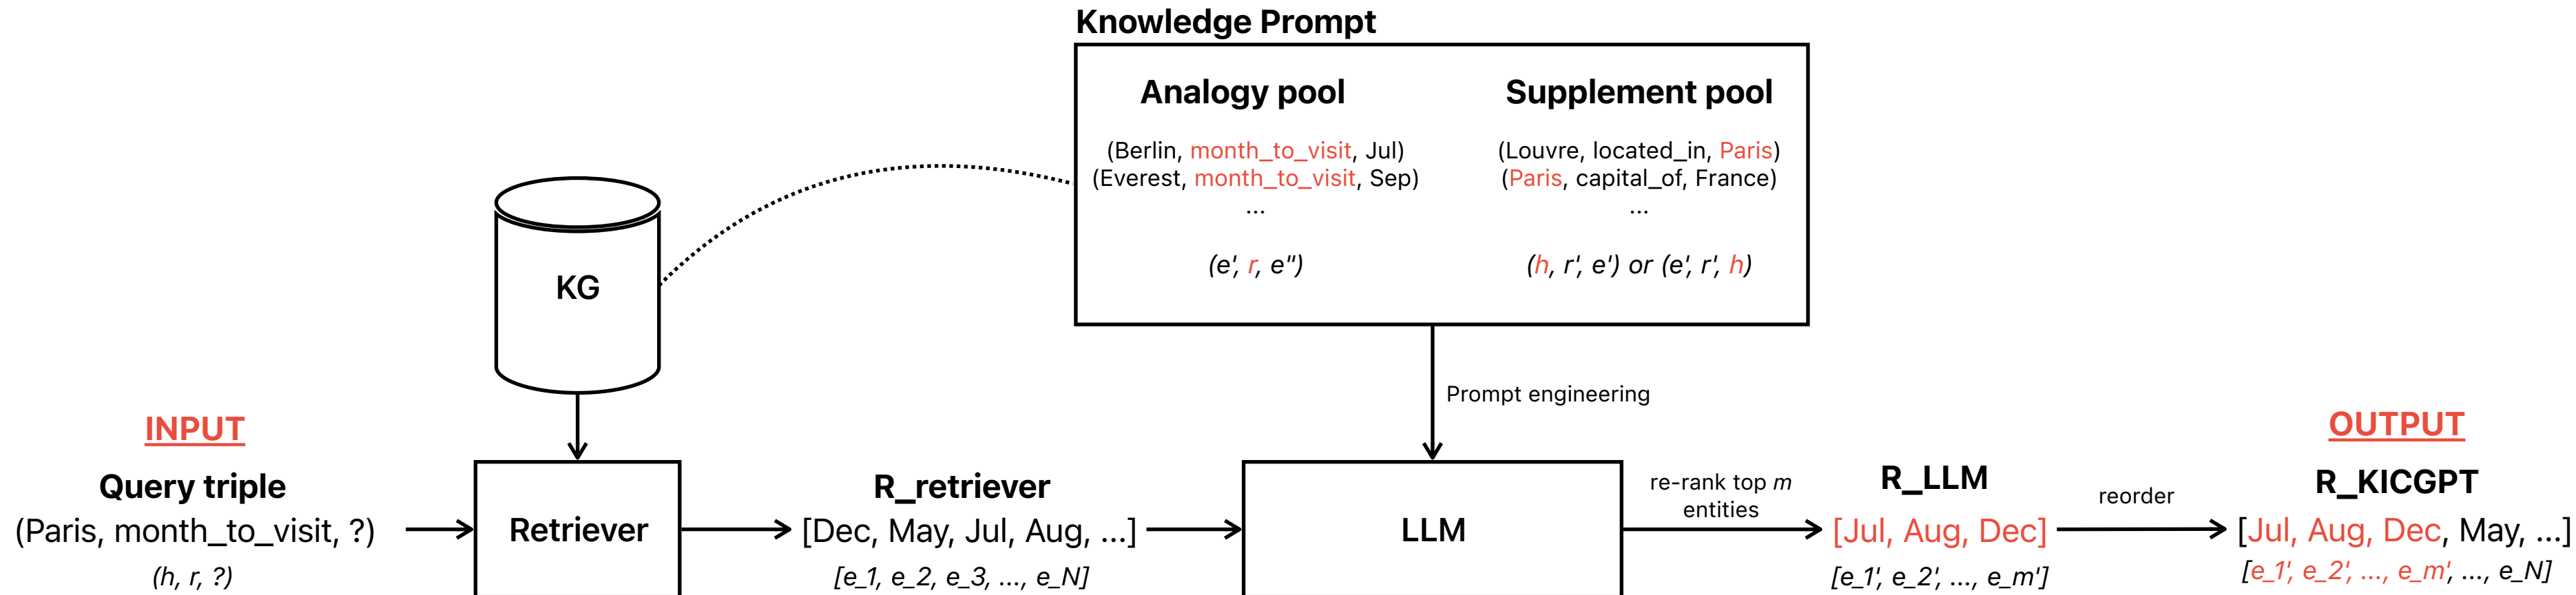 Knowledge Prompt
Analogy pool
(Berlin, month_to_visit, Jul)
(Everest, month_to_visit, Sep)
...
(e', r, e'')
Supplement pool
(Louvre, located_in, Paris)
(Paris, capital_of, France)
...
(h, r', e') or (e', r', h)
KG
Prompt engineering
INPUT
Query triple
(Paris, month_to_visit, ?)
(h, r, ?)
Retriever
R_retriever
[Dec, May, Jul, Aug, ...]
[e_1, e_2, e_3, ..., e_N]
LLM
re-rank top m
entities
R_LLM
[Jul, Aug, Dec]
[e_1', e_2', ..., e_m']
reorder
OUTPUT
R_KICGPT
[Jul, Aug, Dec, May, ...]
[e_1', e_2', ..., e_m', ..., e_N]